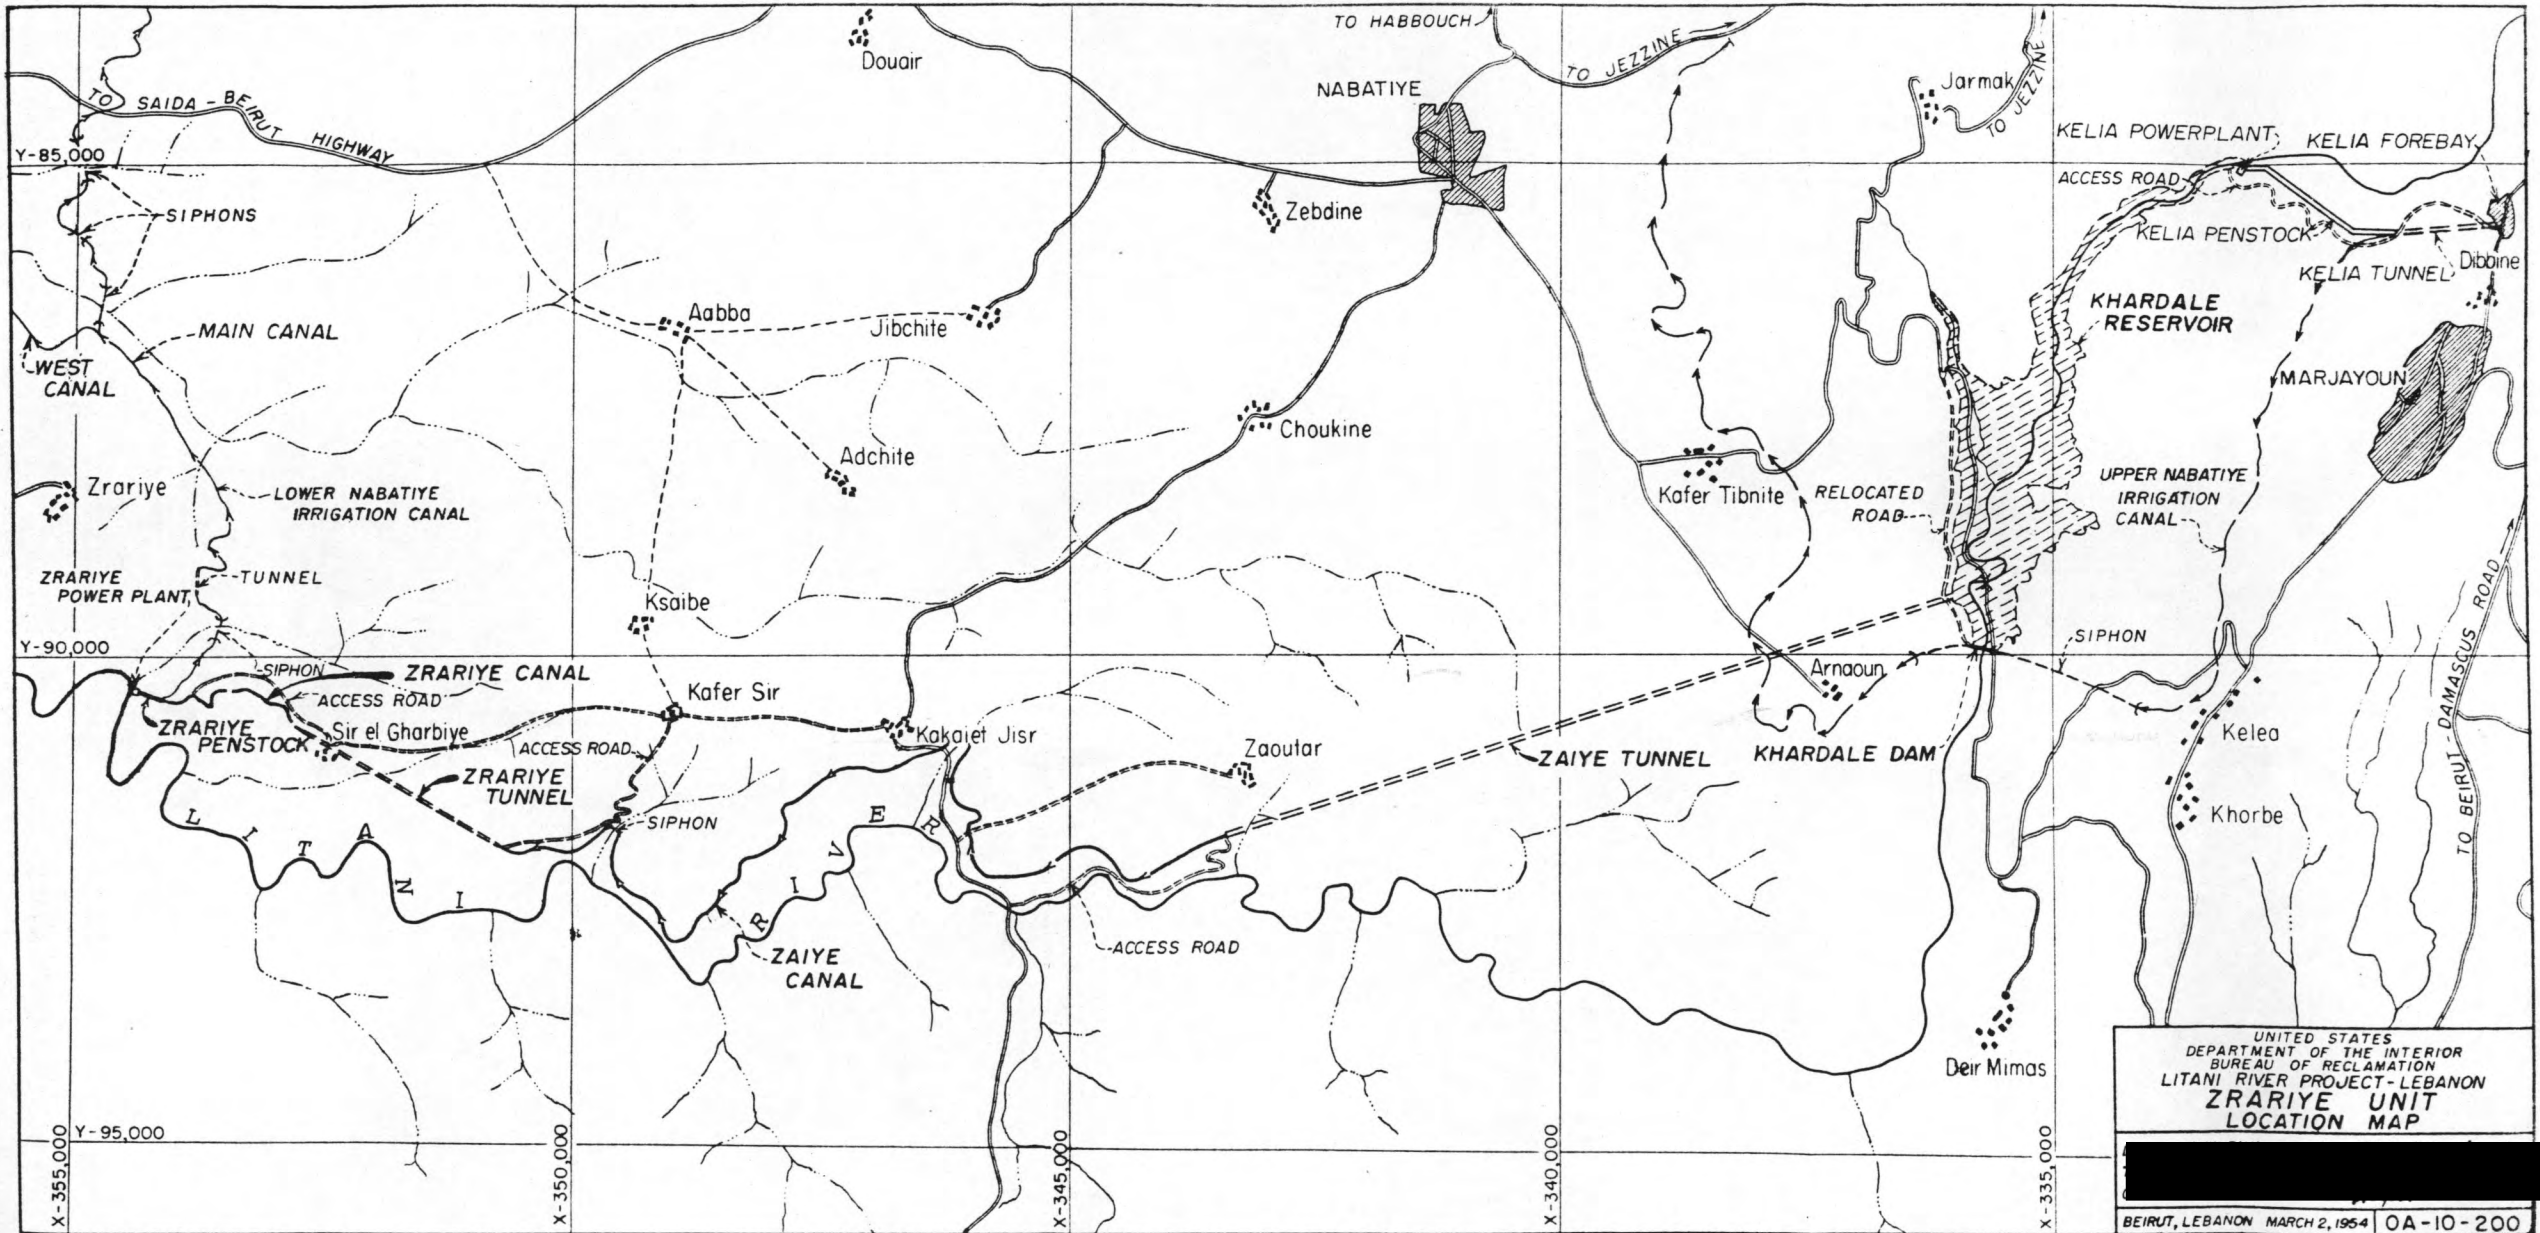 TO HABBOUCH
TO JEZZINE
TO JEZZINE
Douair
NABATIYE
Jarmak
TO SAIDA - BEIRUT HIGHWAY
KELIA POWERPLANT
KELIA FOREBAY
Y-85,000
ACCESS ROAD
SIPHONS
Zebdine
KELIA PENSTOCK
KELIA TUNNEL
Dibbine
Aabba
Jibchite
KHARDALE
RESERVOIR
MAIN CANAL
WEST
CANAL
MARJAYOUN
Choukine
Adchite
Zrariye
LOWER NABATIYE
IRRIGATION CANAL
Kafer Tibnite
RELOCATED
ROAD
UPPER NABATIYE
IRRIGATION
CANAL
ZRARIYE
POWER PLANT
TUNNEL
Ksaibe
Y-90,000
SIPHON
SIPHON
ZRARIYE CANAL
ACCESS ROAD
Kafer Sir
Arnaoun
ZRARIYE
PENSTOCK
Sir el Gharbiye
ACCESS ROAD
Kakaiet Jisr
Zaoutar
ZAIYE TUNNEL
KHARDALE DAM
Kelea
TO BEIRUT-DAMASCUS ROAD
ZRARIYE
TUNNEL
SIPHON
Khorbe
LITANI RIVER
ACCESS ROAD
ZAIYE
CANAL
Deir Mimas
Y-95,000
X-355,000
X-350,000
X-345,000
X-340,000
X-335,000
UNITED STATES
DEPARTMENT OF THE INTERIOR
BUREAU OF RECLAMATION
LITANI RIVER PROJECT-LEBANON
ZRARIYE UNIT
LOCATION MAP
BEIRUT, LEBANON MARCH 2, 1954
OA-10-200